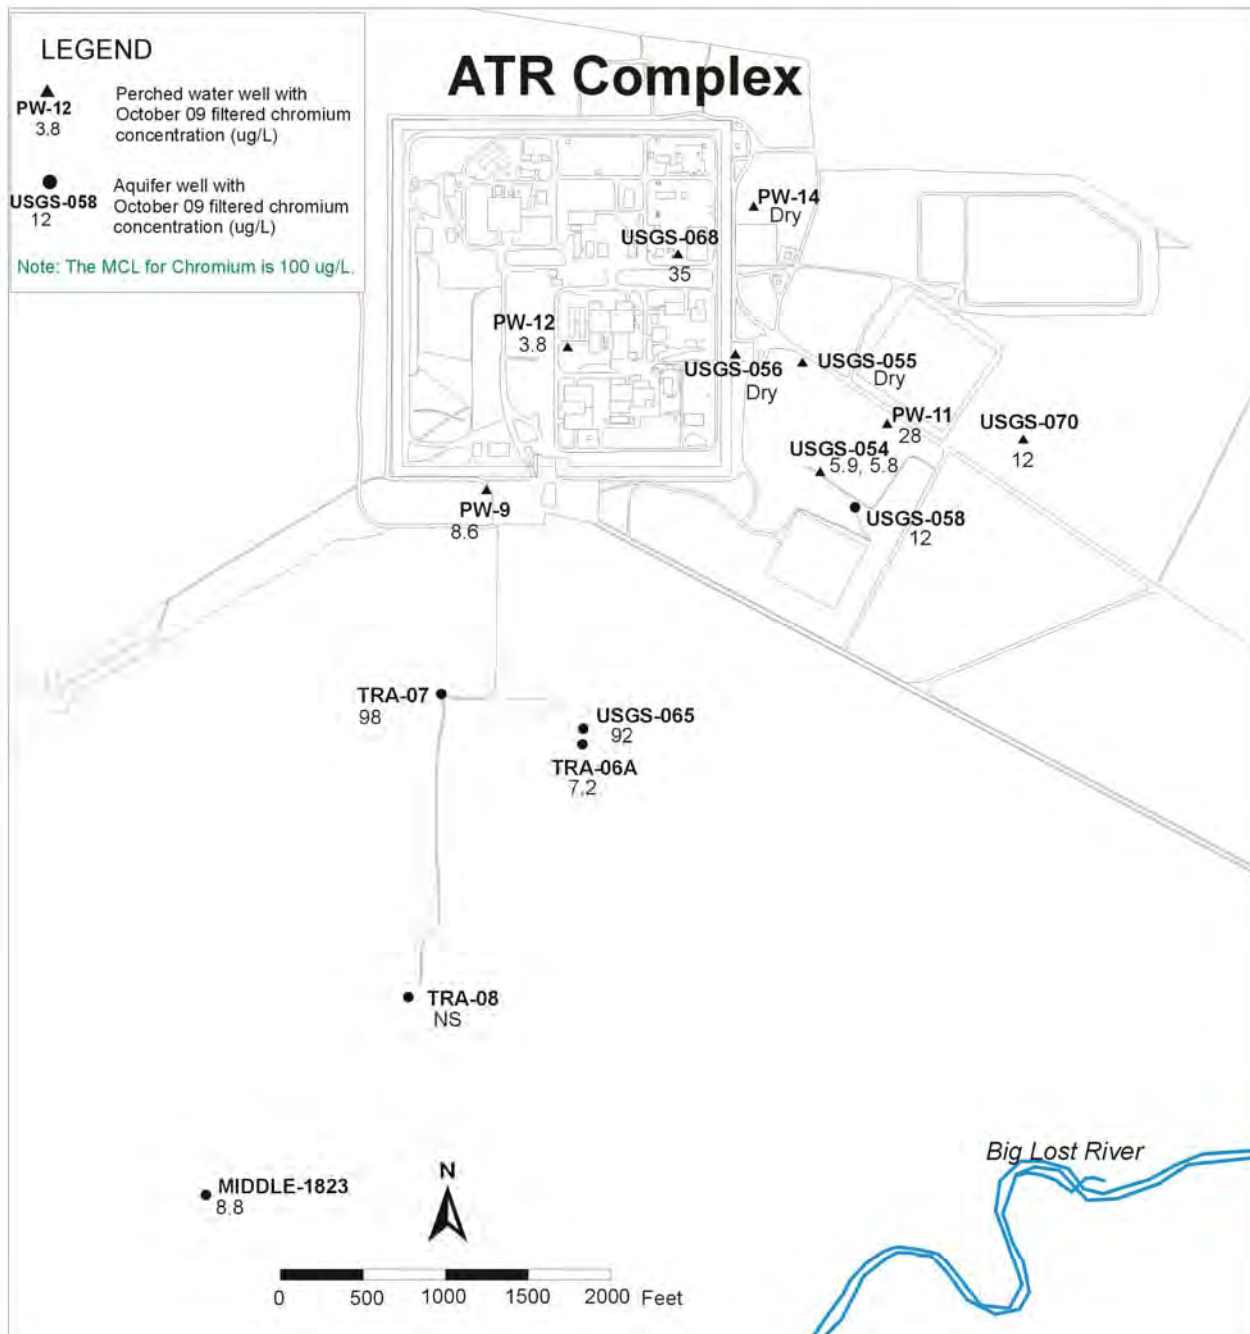 LEGEND
PW-12
3.8
Perched water well with
October 09 filtered chromium
concentration (ug/L)
USGS-058
12
Aquifer well with
October 09 filtered chromium
concentration (ug/L)
Note: The MCL for Chromium is 100 ug/L.
ATR Complex
PW-14
Dry
USGS-068
35
PW-12
3.8
USGS-056
Dry
USGS-055
Dry
PW-11
28
USGS-070
12
USGS-054
5.9, 5.8
USGS-058
12
PW-9
8.6
TRA-07
98
USGS-065
92
TRA-06A
7.2
TRA-08
NS
Big Lost River
MIDDLE-1823
8.8
N
0 500 1000 1500 2000 Feet